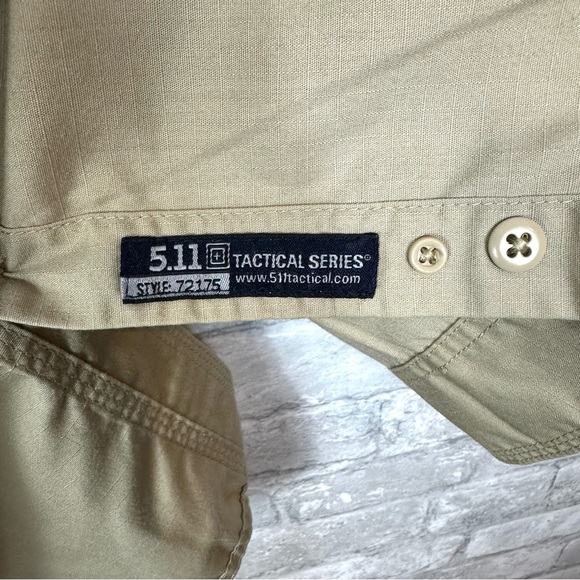 5.11 TACTICAL SERIES®
STYLE: 72175 www.511tactical.com